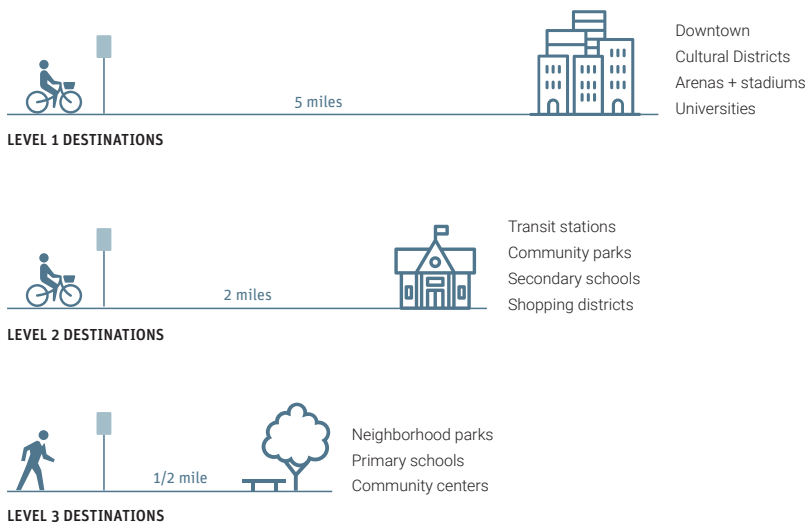 5 miles
Downtown
Cultural Districts
Arenas + stadiums
Universities
LEVEL 1 DESTINATIONS
2 miles
Transit stations
Community parks
Secondary schools
Shopping districts
LEVEL 2 DESTINATIONS
1/2 mile
Neighborhood parks
Primary schools
Community centers
LEVEL 3 DESTINATIONS